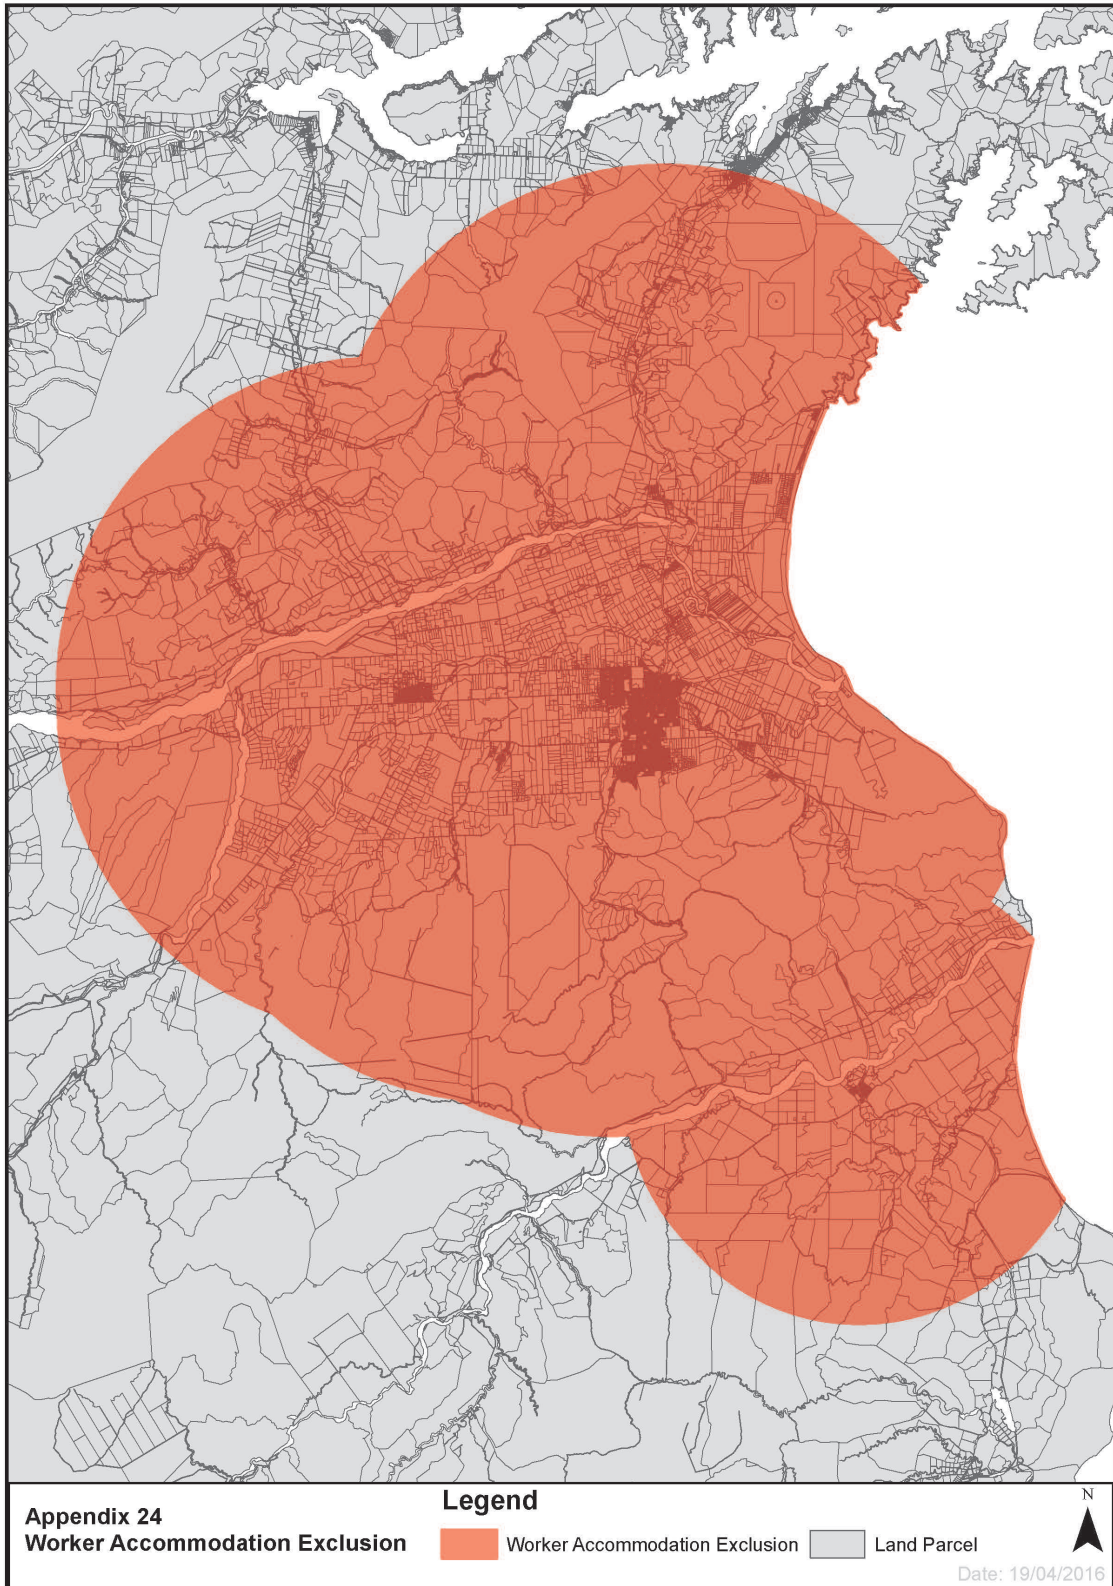 Appendix 24
Worker Accommodation Exclusion
Legend
Worker Accommodation Exclusion
Land Parcel
N
Date: 19/04/2016